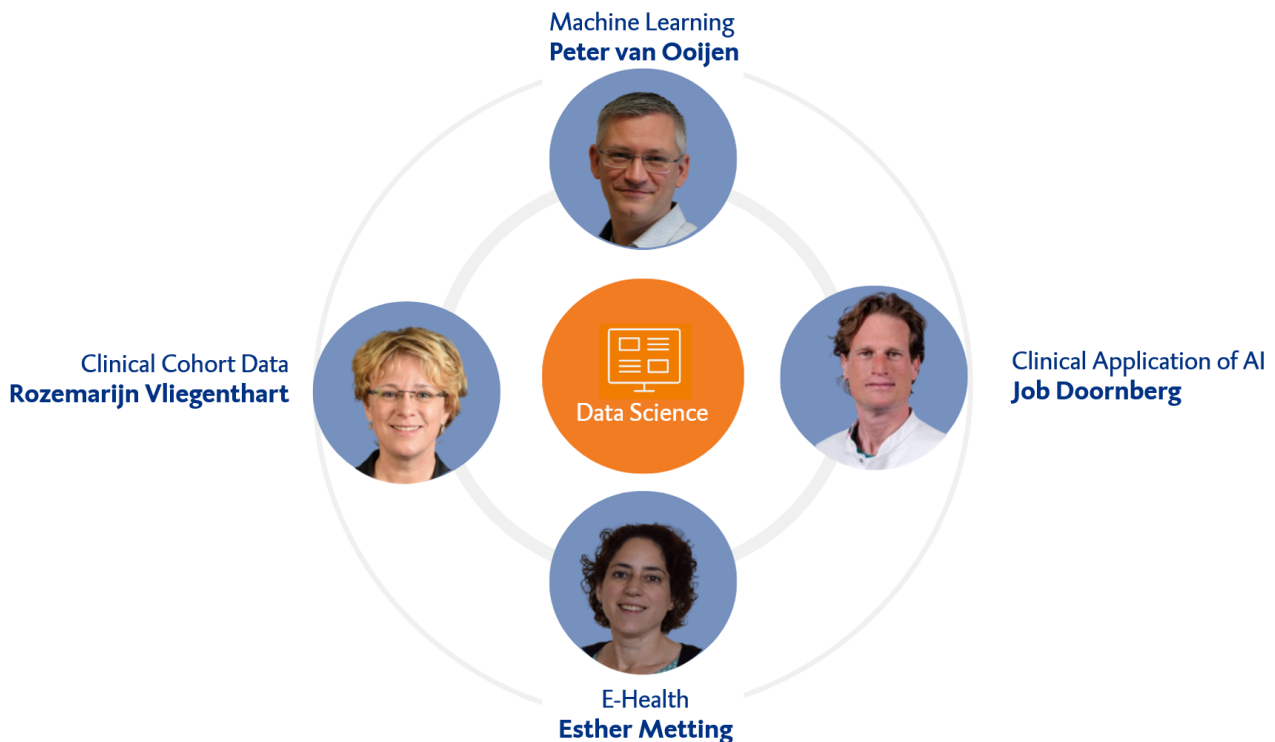 Machine Learning
Peter van Ooijen
Clinical Cohort Data
Rozemarijn Vliegenthart
Data Science
Clinical Application of AI
Job Doornberg
E-Health
Esther Metting